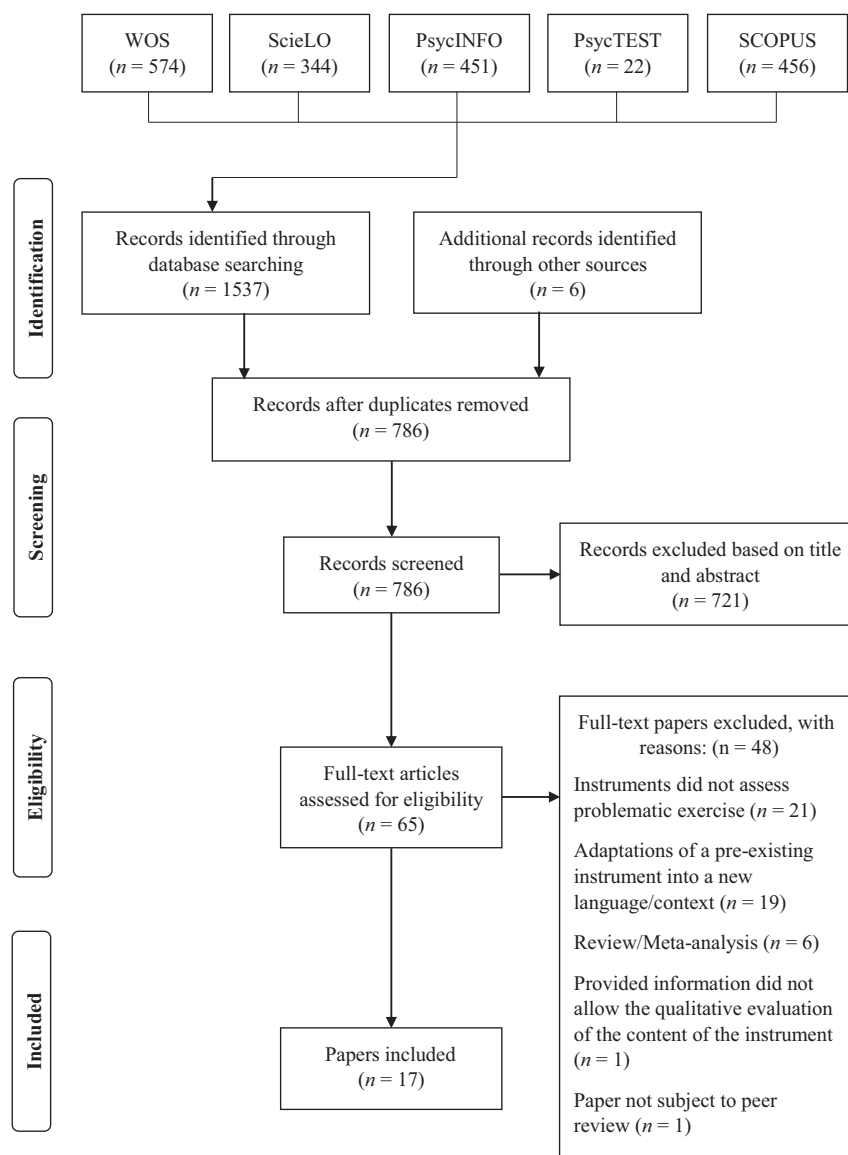 WOS
(n = 574)
ScieLO
(n = 344)
PsycINFO
(n = 451)
PsycTEST
(n = 22)
SCOPUS
(n = 456)
Identification
Records identified through
database searching
(n = 1537)
Additional records identified
through other sources
(n = 6)
Records after duplicates removed
(n = 786)
Screening
Records screened
(n = 786)
Records excluded based on title
and abstract
(n = 721)
Eligibility
Full-text articles
assessed for eligibility
(n = 65)
Full-text papers excluded, with
reasons: (n = 48)
Instruments did not assess
problematic exercise (n = 21)
Adaptations of a pre-existing
instrument into a new
language/context (n = 19)
Review/Meta-analysis (n = 6)
Provided information did not
allow the qualitative evaluation
of the content of the instrument
(n = 1)
Paper not subject to peer
review (n = 1)
Included
Papers included
(n = 17)